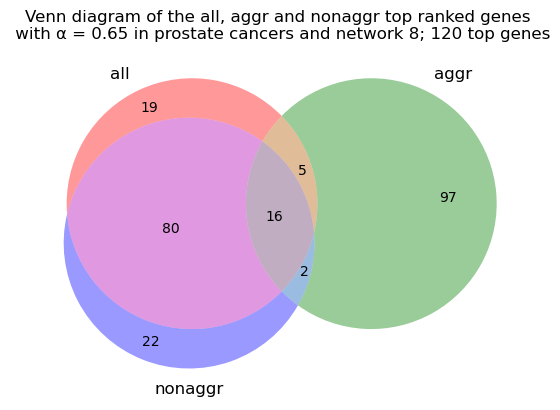 Venn diagram of the all, aggr and nonaggr top ranked genes
with α = 0.65 in prostate cancers and network 8; 120 top genes
all
aggr
19
5
97
16
80
2
22
nonaggr